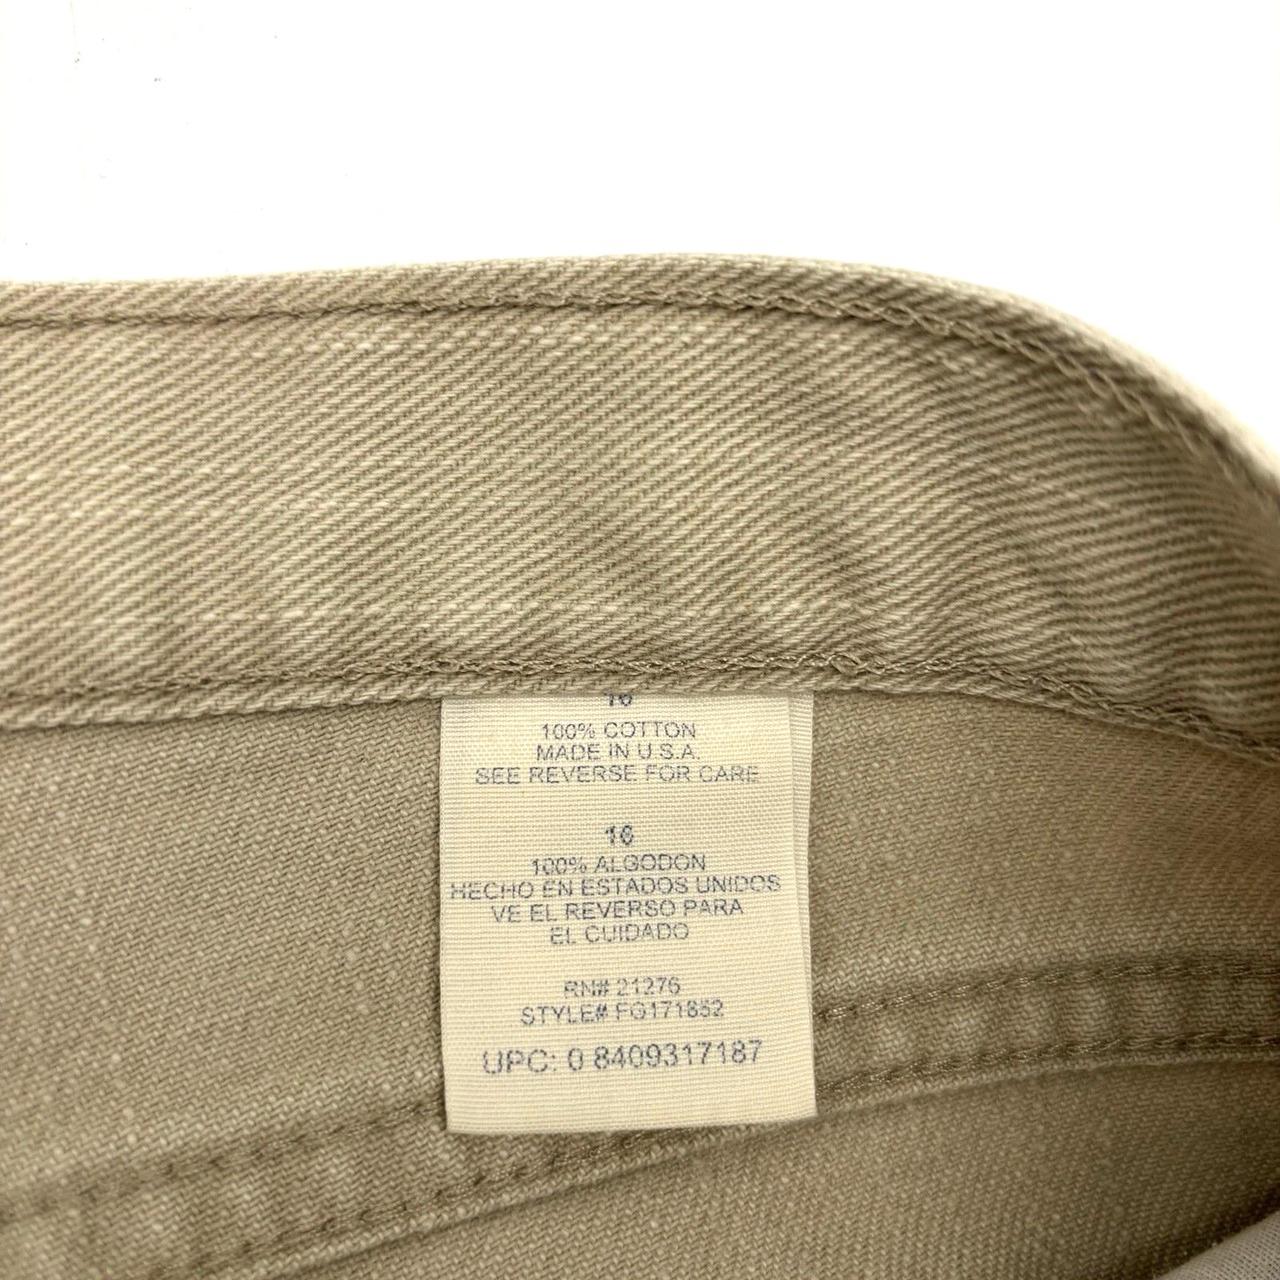 16
100% COTTON
MADE IN U.S.A.
SEE REVERSE FOR CARE
16
100% ALGODON
HECHO EN ESTADOS UNIDOS
VE EL REVERSO PARA
EL CUIDADO
RN# 21276
STYLE# FG171852
UPC: 0 8409317187